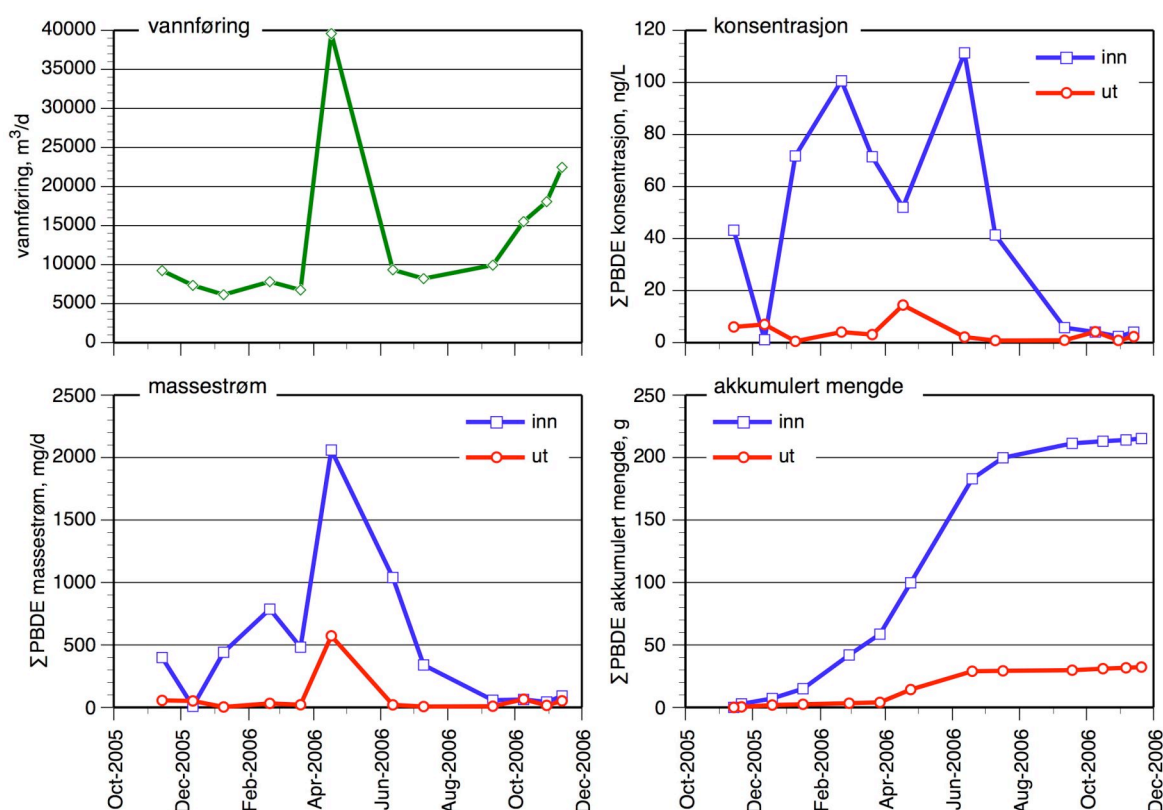 vannføring
vannføring, m³/d
40000
35000
30000
25000
20000
15000
10000
5000
0
konsentrasjon
∑PBDE konsentrasjon, ng/L
120
100
80
60
40
20
0
inn
ut
massestrøm
∑PBDE massestrøm, mg/d
2500
2000
1500
1000
500
0
inn
ut
Oct-2005
Dec-2005
Feb-2006
Apr-2006
Jun-2006
Aug-2006
Oct-2006
Dec-2006
akkumulert mengde
∑PBDE akkumulert mengde, g
250
200
150
100
50
0
inn
ut
Oct-2005
Dec-2005
Feb-2006
Apr-2006
Jun-2006
Aug-2006
Oct-2006
Dec-2006